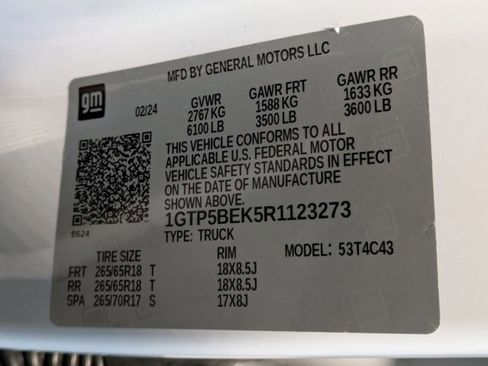 MFD BY GENERAL MOTORS LLC
gm
02/24
GVWR GAWR FRT GAWR RR
2767 KG 1588 KG 1633 KG
6100 LB 3500 LB 3600 LB
THIS VEHICLE CONFORMS TO ALL
APPLICABLE U.S. FEDERAL MOTOR
VEHICLE SAFETY STANDARDS IN EFFECT
ON THE DATE OF MANUFACTURE
SHOWN ABOVE.
1GTP5BEK5R1123273
8624
TYPE: TRUCK MODEL: 53T4C43
TIRE SIZE RIM
FRT 265/65R18 T 18X8.5J
RR 265/65R18 T 18X8.5J
SPA 265/70R17 S 17X8J